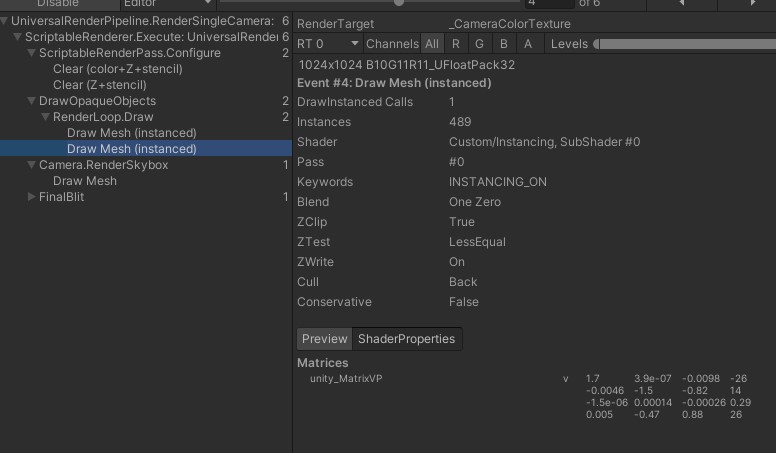 Disable Editor 4 of 6
UniversalRenderPipeline.RenderSingleCamera: 6
ScriptableRenderer.Execute: UniversalRender 6
ScriptableRenderPass.Configure 2
Clear (color+Z+stencil)
Clear (Z+stencil)
DrawOpaqueObjects 2
RenderLoop.Draw 2
Draw Mesh (instanced)
Draw Mesh (instanced)
Camera.RenderSkybox 1
Draw Mesh
FinalBlit 1
RenderTarget _CameraColorTexture
RT 0 Channels All R G B A Levels
1024x1024 B10G11R11_UFloatPack32
Event #4: Draw Mesh (instanced)
DrawInstanced Calls 1
Instances 489
Shader Custom/Instancing, SubShader #0
Pass #0
Keywords INSTANCING_ON
Blend One Zero
ZClip True
ZTest LessEqual
ZWrite On
Cull Back
Conservative False
Preview ShaderProperties
Matrices
unity_MatrixVP v 1.7 3.9e-07 -0.0098 -26
-0.0046 -1.5 -0.82 14
-1.5e-06 0.00014 -0.00026 0.29
0.005 -0.47 0.88 26